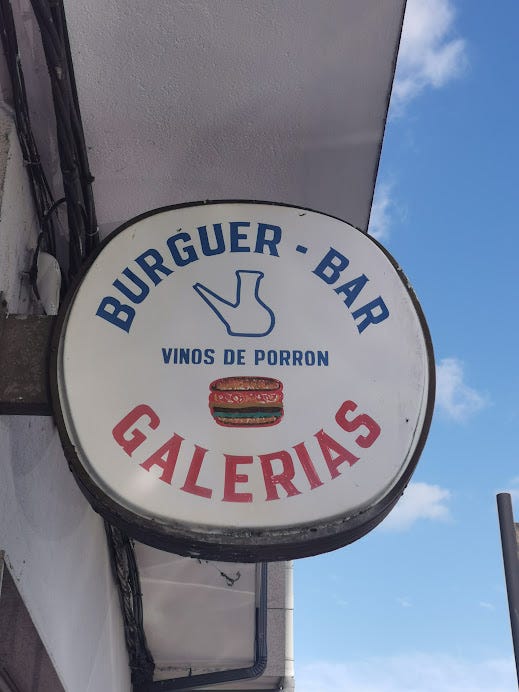 BURGUER - BAR
VINOS DE PORRON
GALERIAS